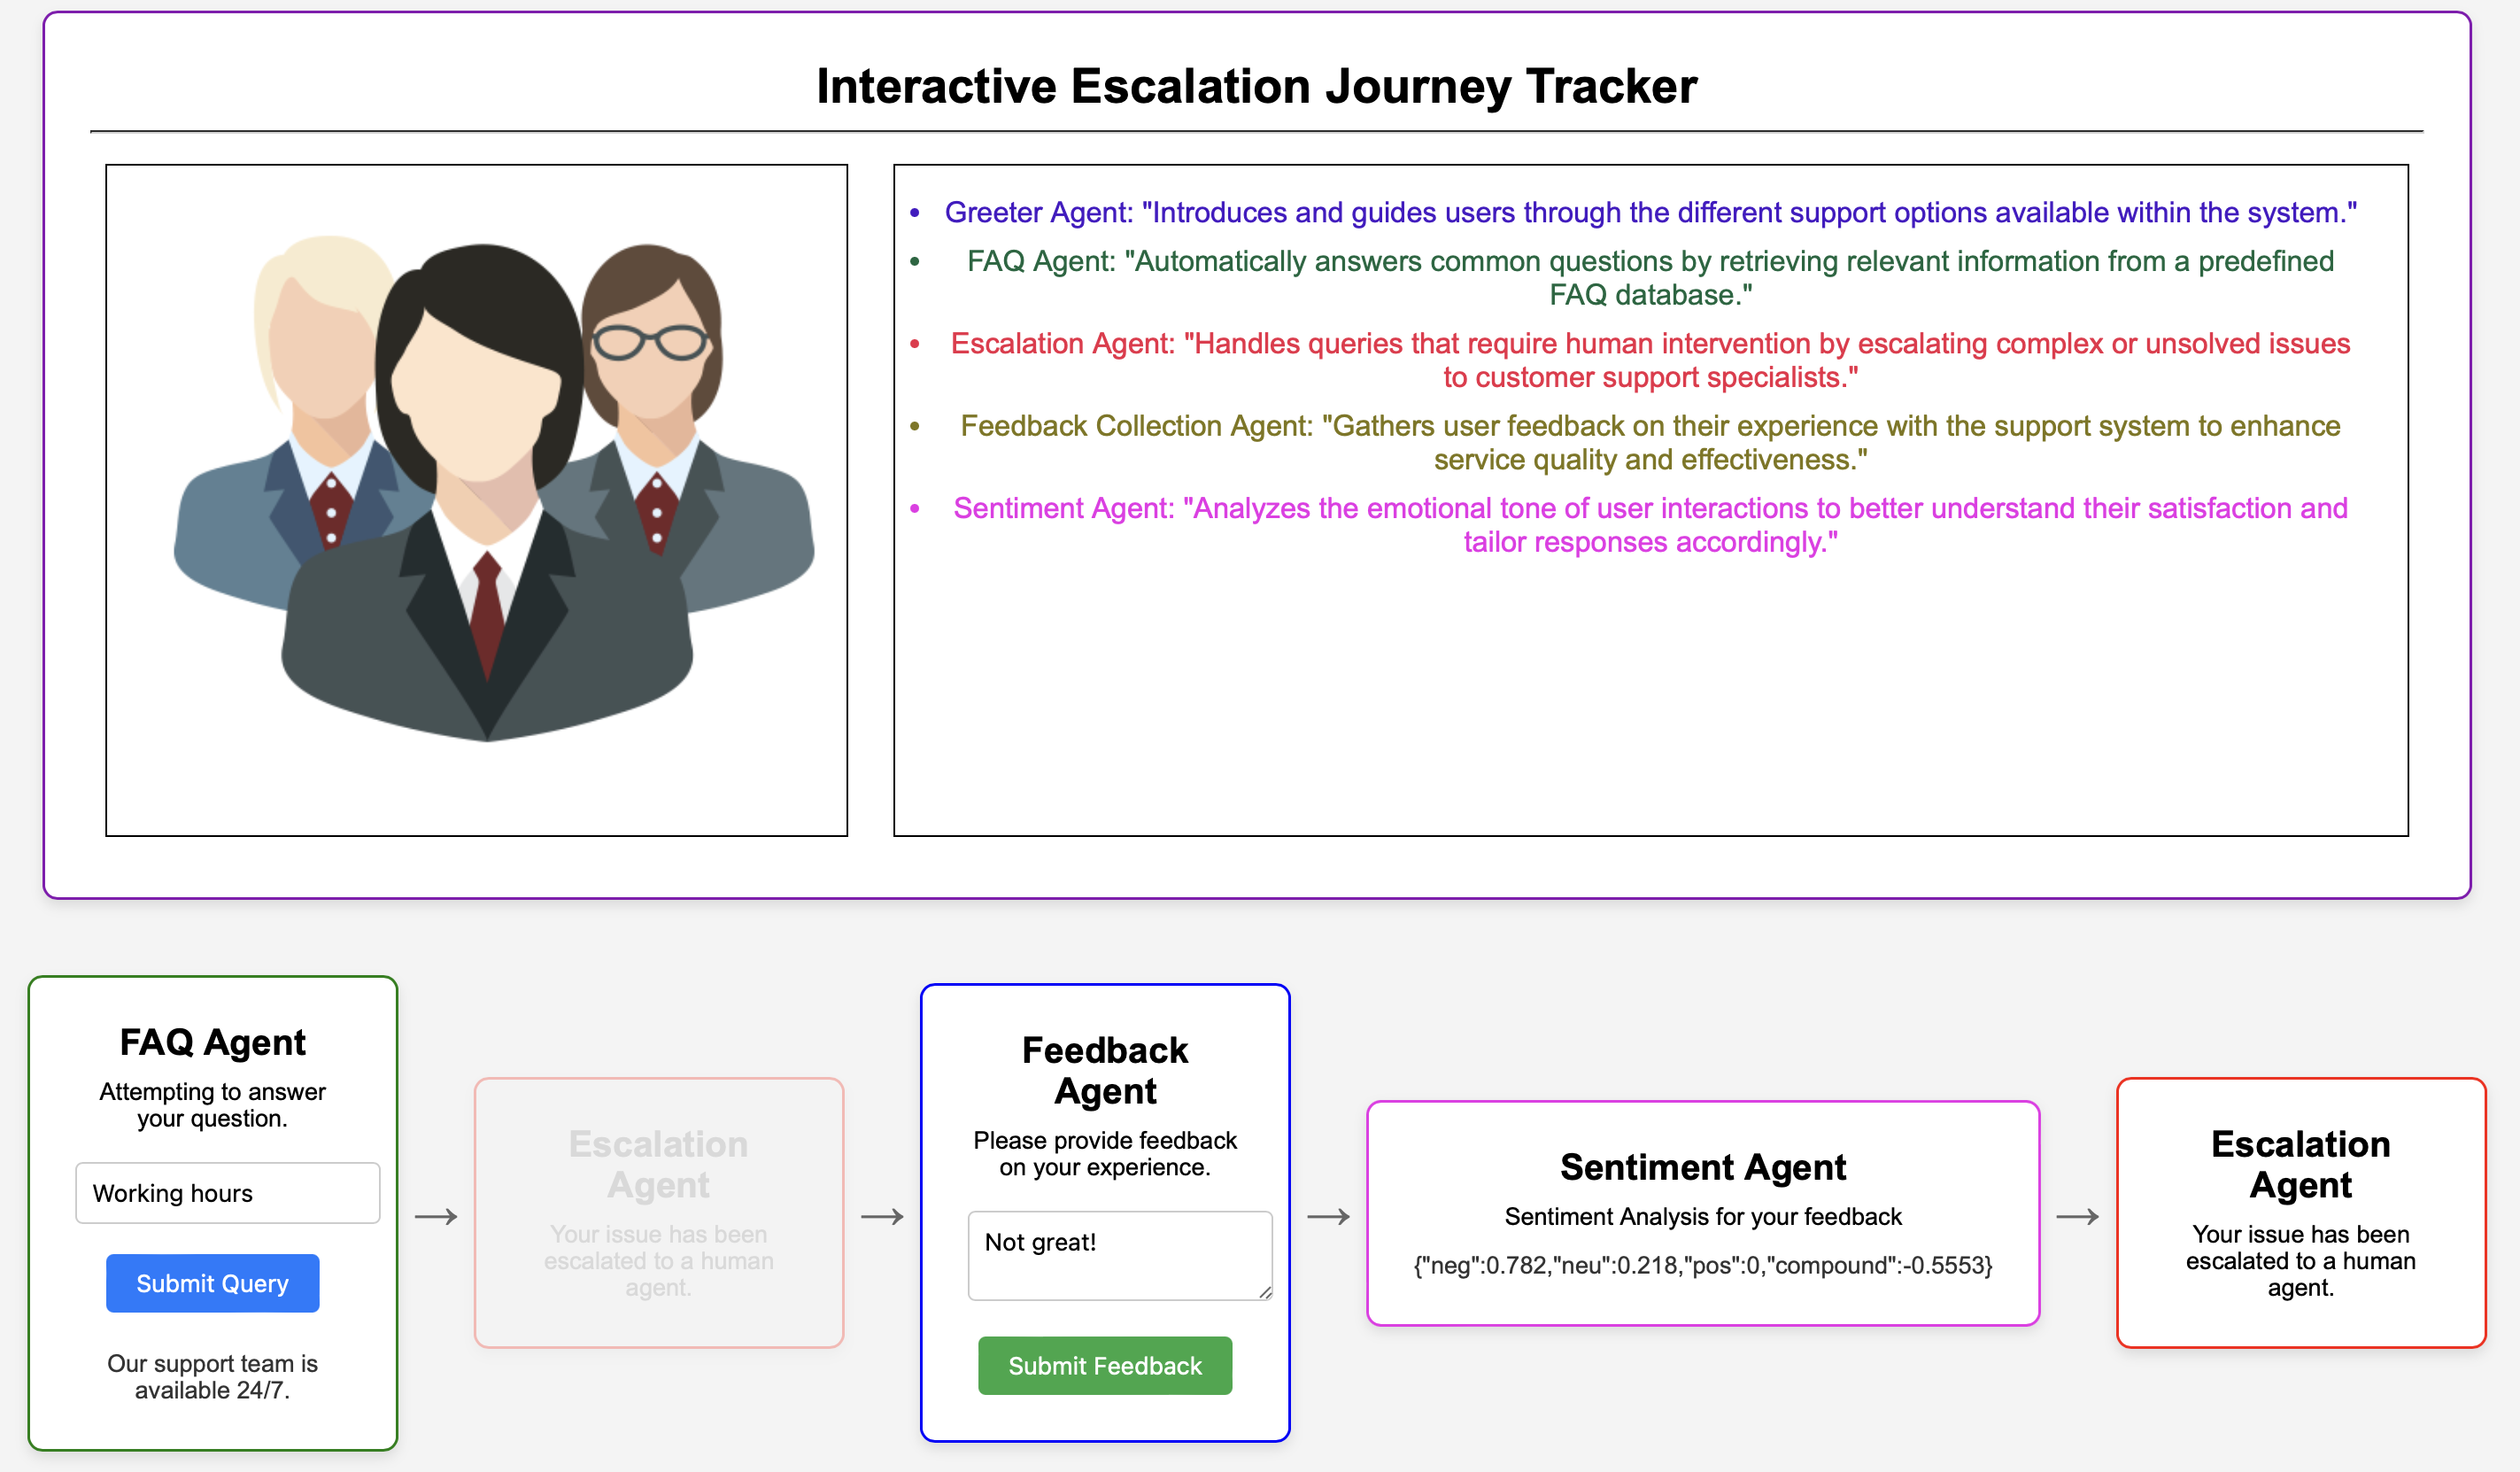 Interactive Escalation Journey Tracker
• Greeter Agent: "Introduces and guides users through the different support options available within the system."
• FAQ Agent: "Automatically answers common questions by retrieving relevant information from a predefined
FAQ database."
• Escalation Agent: "Handles queries that require human intervention by escalating complex or unsolved issues
to customer support specialists."
• Feedback Collection Agent: "Gathers user feedback on their experience with the support system to enhance
service quality and effectiveness."
• Sentiment Agent: "Analyzes the emotional tone of user interactions to better understand their satisfaction and
tailor responses accordingly."
FAQ Agent
Attempting to answer
your question.
Working hours
Submit Query
Our support team is
available 24/7.
→
Escalation
Agent
Your issue has been
escalated to a human
agent.
→
Feedback
Agent
Please provide feedback
on your experience.
Not great!
Submit Feedback
→
Sentiment Agent
Sentiment Analysis for your feedback
{"neg":0.782,"neu":0.218,"pos":0,"compound":-0.5553}
→
Escalation
Agent
Your issue has been
escalated to a human
agent.